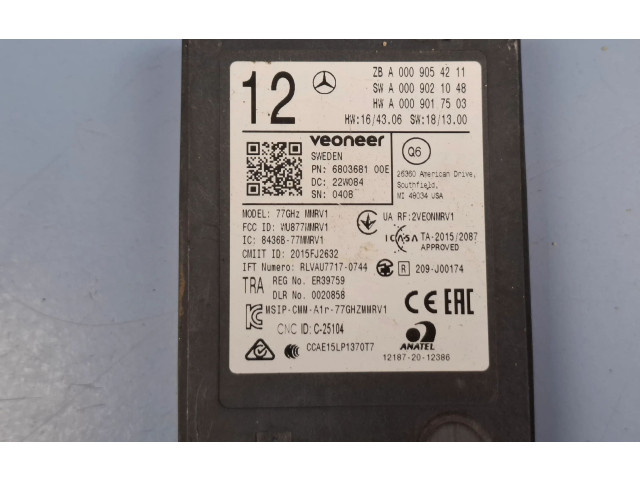 12
ZB A 000 905 42 11
SW A 000 902 10 48
HW A 000 901 75 03
HW:16/43.06 SW:18/13.00
veoneer
SWEDEN
PN: 6803681 00E
DC: 22W084
SN: 0408
Q6
26360 American Drive,
Southfield,
MI 48034 USA
MODEL: 77GHz MMRV1
FCC ID: WU877MMRV1
IC: 8436B-77MMRV1
CMIIT ID: 2015FJ2632
IFT Numero: RLVAU7717-0744
UA RF:2VEONMRV1
ICASA TA-2015/2087
APPROVED
R 209-J00174
TRA REG No: ER39759
DLR No: 0020858
MSIP-CMM-A1r-77GHZMMRV1
CNC ID: C-25104
CCAE15LP1370T7
CE EAC
ANATEL
12187-20-12386